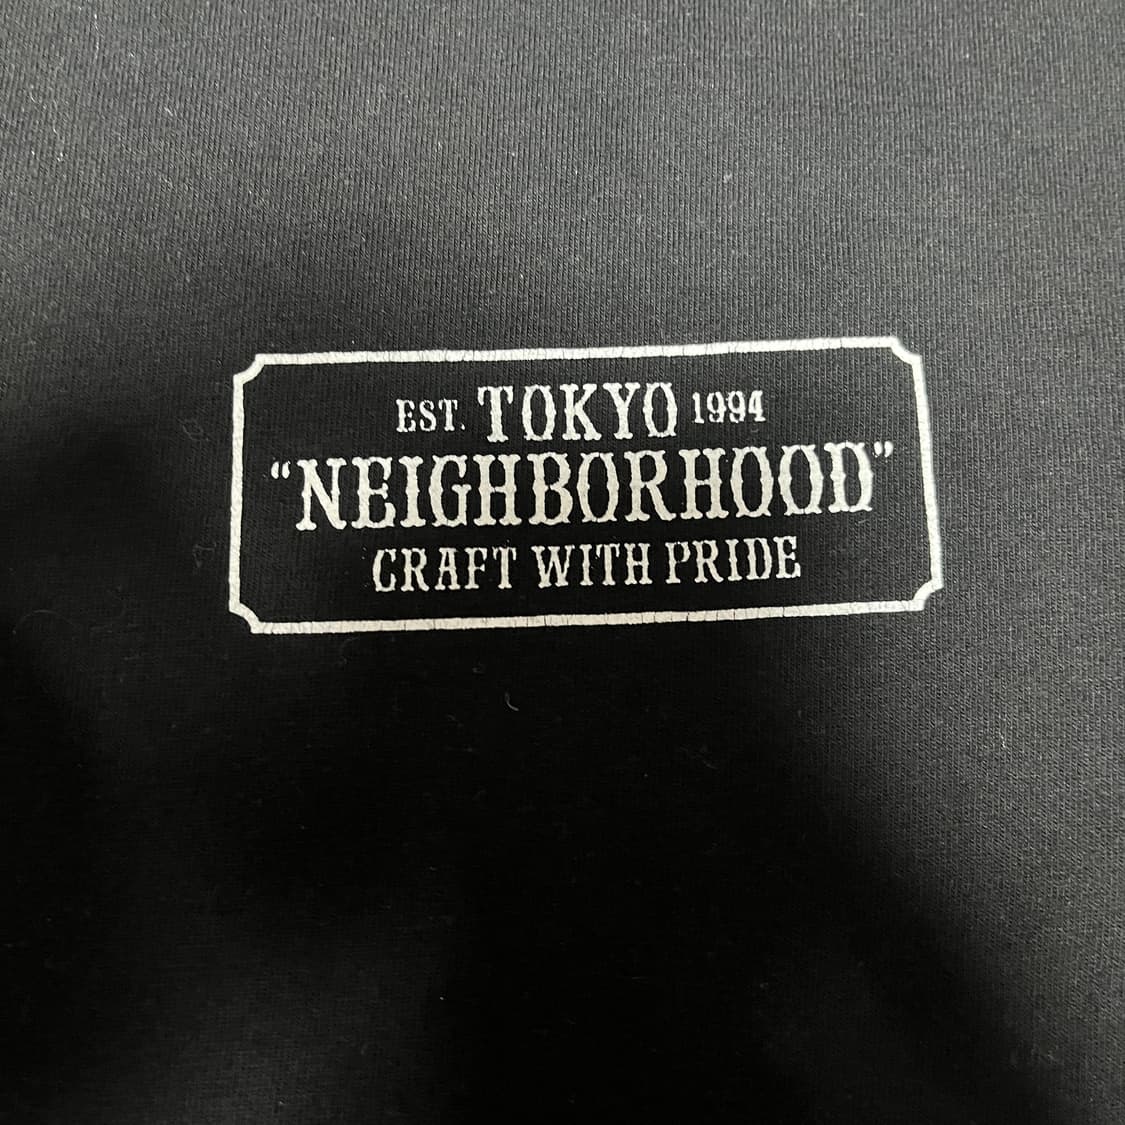 EST. TOKYO 1994
“NEIGHBORHOOD”
CRAFT WITH PRIDE